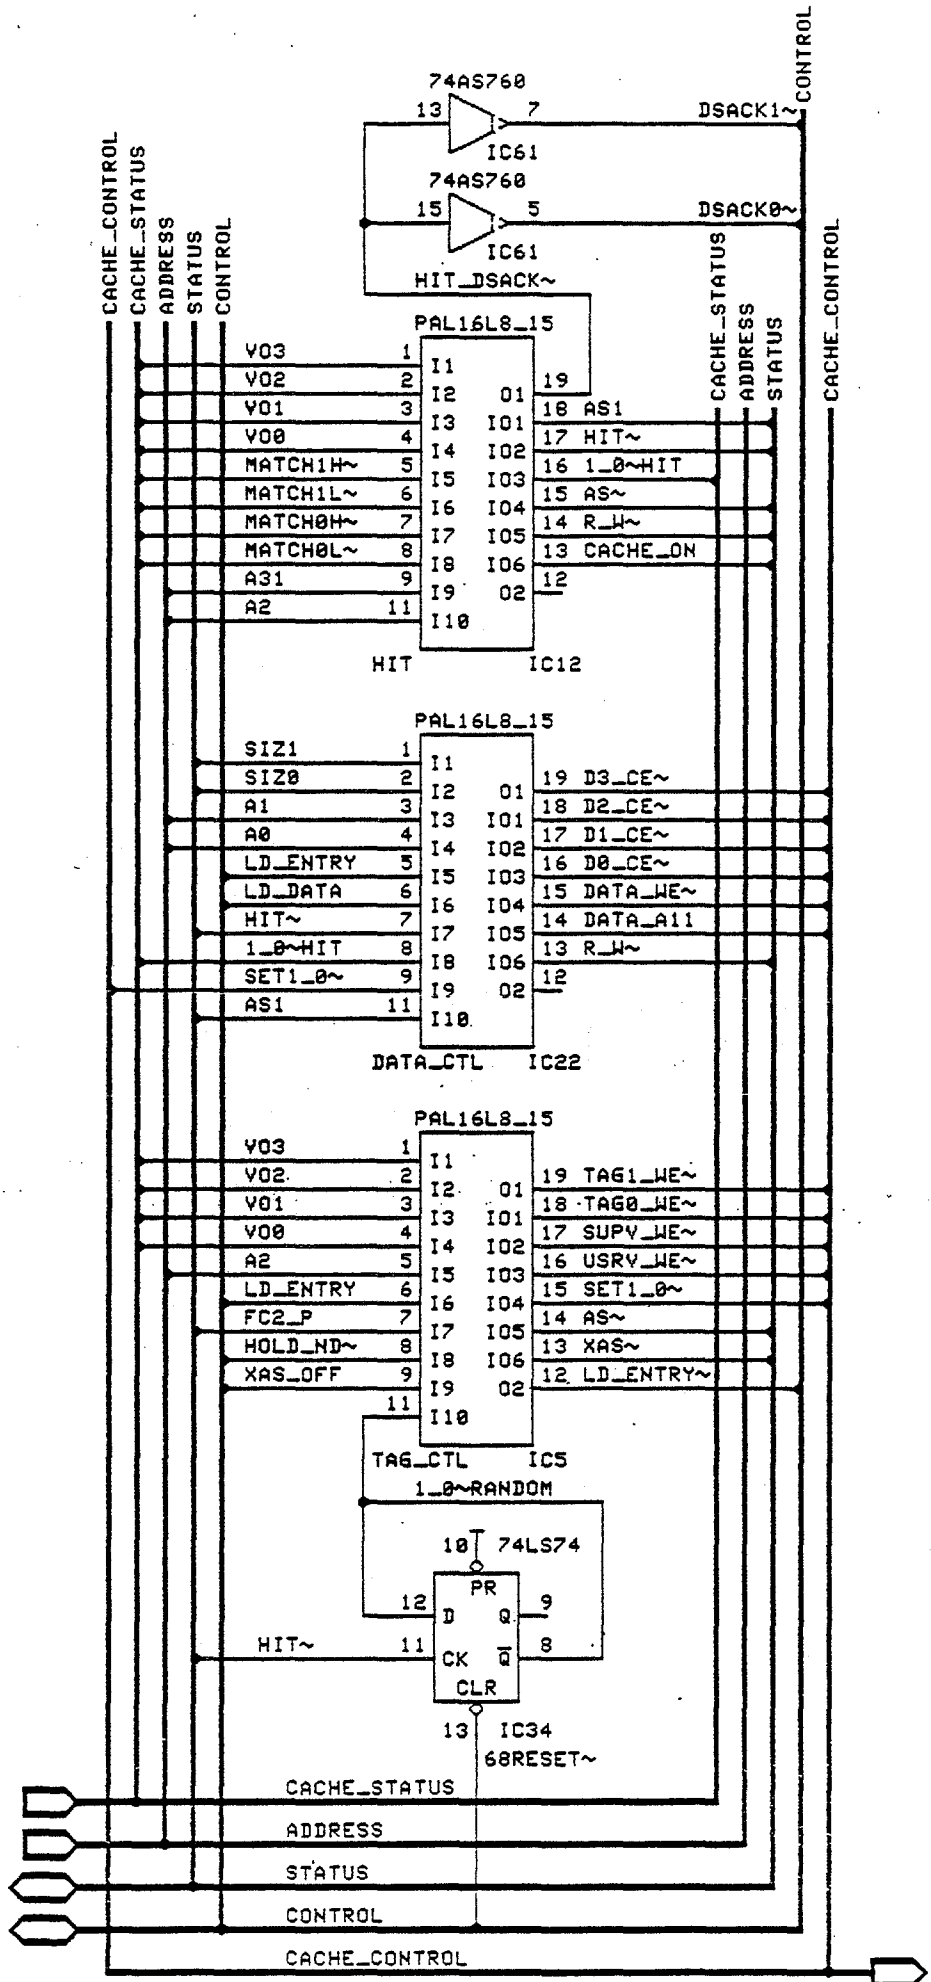 CONTROL
74AS760
13 7 DSACK1~
IC61
74AS760
15 5 DSACK0~
IC61
HIT_DSACK~
CACHE_CONTROL
CACHE_STATUS
ADDRESS
STATUS
CONTROL
CACHE_STATUS
ADDRESS
STATUS
CACHE_CONTROL
PAL16L8_15
VO3 1 I1
VO2 2 I2 O1 19
VO1 3 I3 IO1 18 AS1
VO0 4 I4 IO2 17 HIT~
MATCH1H~ 5 I5 IO3 16 1_0~HIT
MATCH1L~ 6 I6 IO4 15 AS~
MATCH0H~ 7 I7 IO5 14 R_W~
MATCH0L~ 8 I8 IO6 13 CACHE_ON
A31 9 I9 O2 12
A2 11 I10
HIT IC12
PAL16L8_15
SIZ1 1 I1
SIZ0 2 I2 O1 19 D3_CE~
A1 3 I3 IO1 18 D2_CE~
A0 4 I4 IO2 17 D1_CE~
LD_ENTRY 5 I5 IO3 16 D0_CE~
LD_DATA 6 I6 IO4 15 DATA_WE~
HIT~ 7 I7 IO5 14 DATA_A11
1_0~HIT 8 I8 IO6 13 R_W~
SET1_0~ 9 I9 O2 12
AS1 11 I10
DATA_CTL IC22
PAL16L8_15
VO3 1 I1
VO2 2 I2 O1 19 TAG1_WE~
VO1 3 I3 IO1 18 TAG0_WE~
VO0 4 I4 IO2 17 SUPV_WE~
A2 5 I5 IO3 16 USRV_WE~
LD_ENTRY 6 I6 IO4 15 SET1_0~
FC2_P 7 I7 IO5 14 AS~
HOLD_ND~ 8 I8 IO6 13 XAS~
XAS_OFF 9 I9 O2 12 LD_ENTRY~
11 I10
TAG_CTL IC5
1_0~RANDOM
10 74LS74
PR
12 D Q 9
HIT~ 11 CK Q̅ 8
CLR
13 IC34
68RESET~
CACHE_STATUS
ADDRESS
STATUS
CONTROL
CACHE_CONTROL